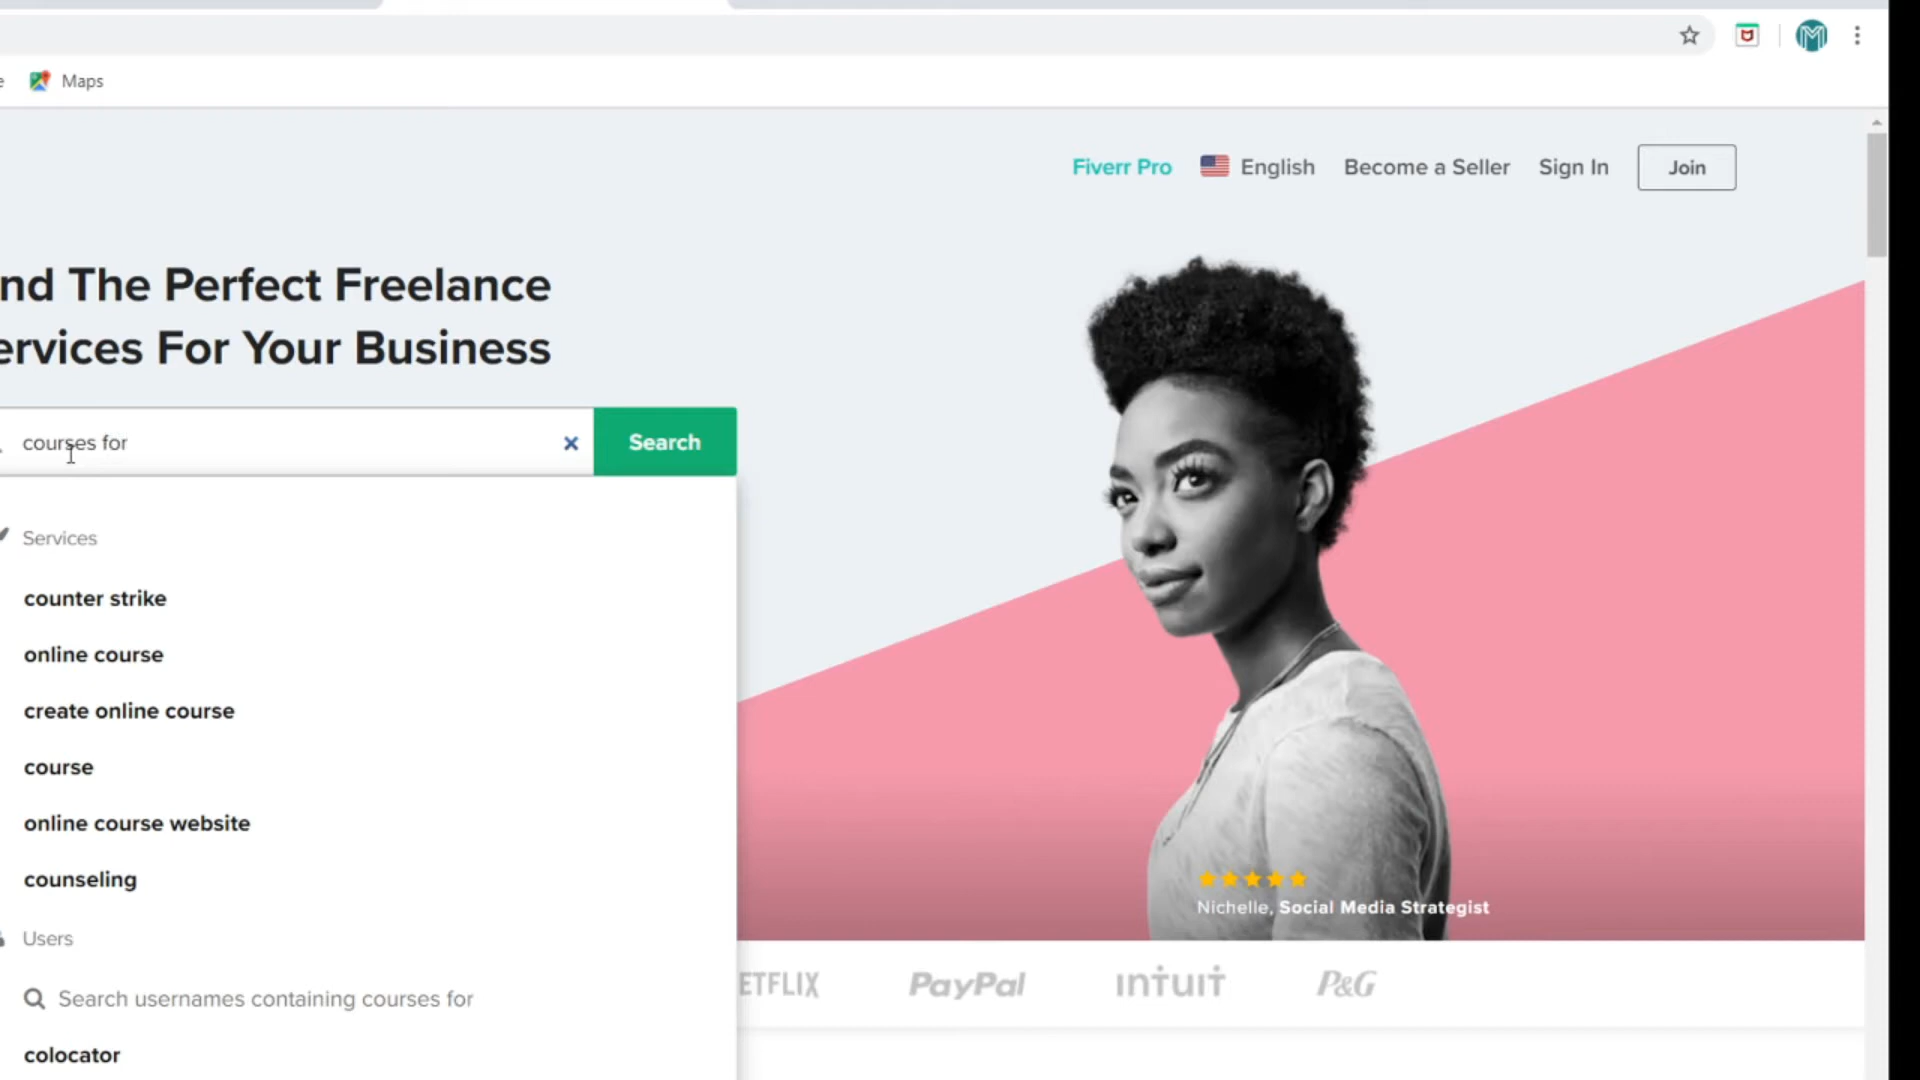 Maps
Fiverr Pro
English
Become a Seller
Sign In
Join
nd The Perfect Freelance
ervices For Your Business
courses for
Search
Services
counter strike
online course
create online course
course
online course website
counseling
Users
Search usernames containing courses for
colocator
Nichelle, Social Media Strategist
ETFLIX
PayPal
intuit
P&G